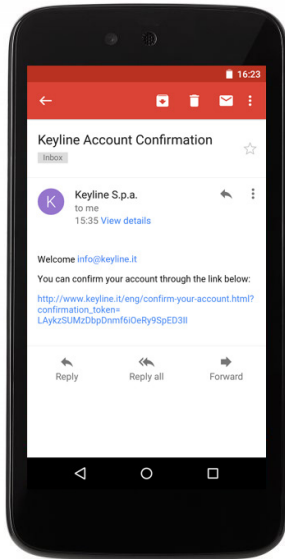 16:23
Keyline Account Confirmation
Inbox
K
Keyline S.p.a.
to me
15:35 View details
Welcome info@keyline.it
You can confirm your account through the link below:
http://www.keyline.it/eng/confirm-your-account.html?
confirmation_token=
LAykzSUMzDbpDnmf6iOeRy9SpED3II
Reply
Reply all
Forward